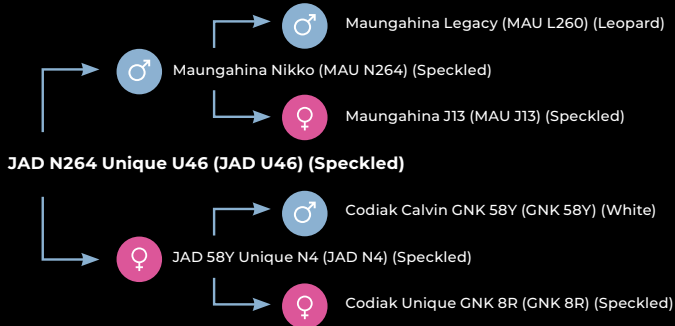 Maungahina Legacy (MAU L260) (Leopard)
Maungahina Nikko (MAU N264) (Speckled)
Maungahina J13 (MAU J13) (Speckled)
JAD N264 Unique U46 (JAD U46) (Speckled)
Codiak Calvin GNK 58Y (GNK 58Y) (White)
JAD 58Y Unique N4 (JAD N4) (Speckled)
Codiak Unique GNK 8R (GNK 8R) (Speckled)